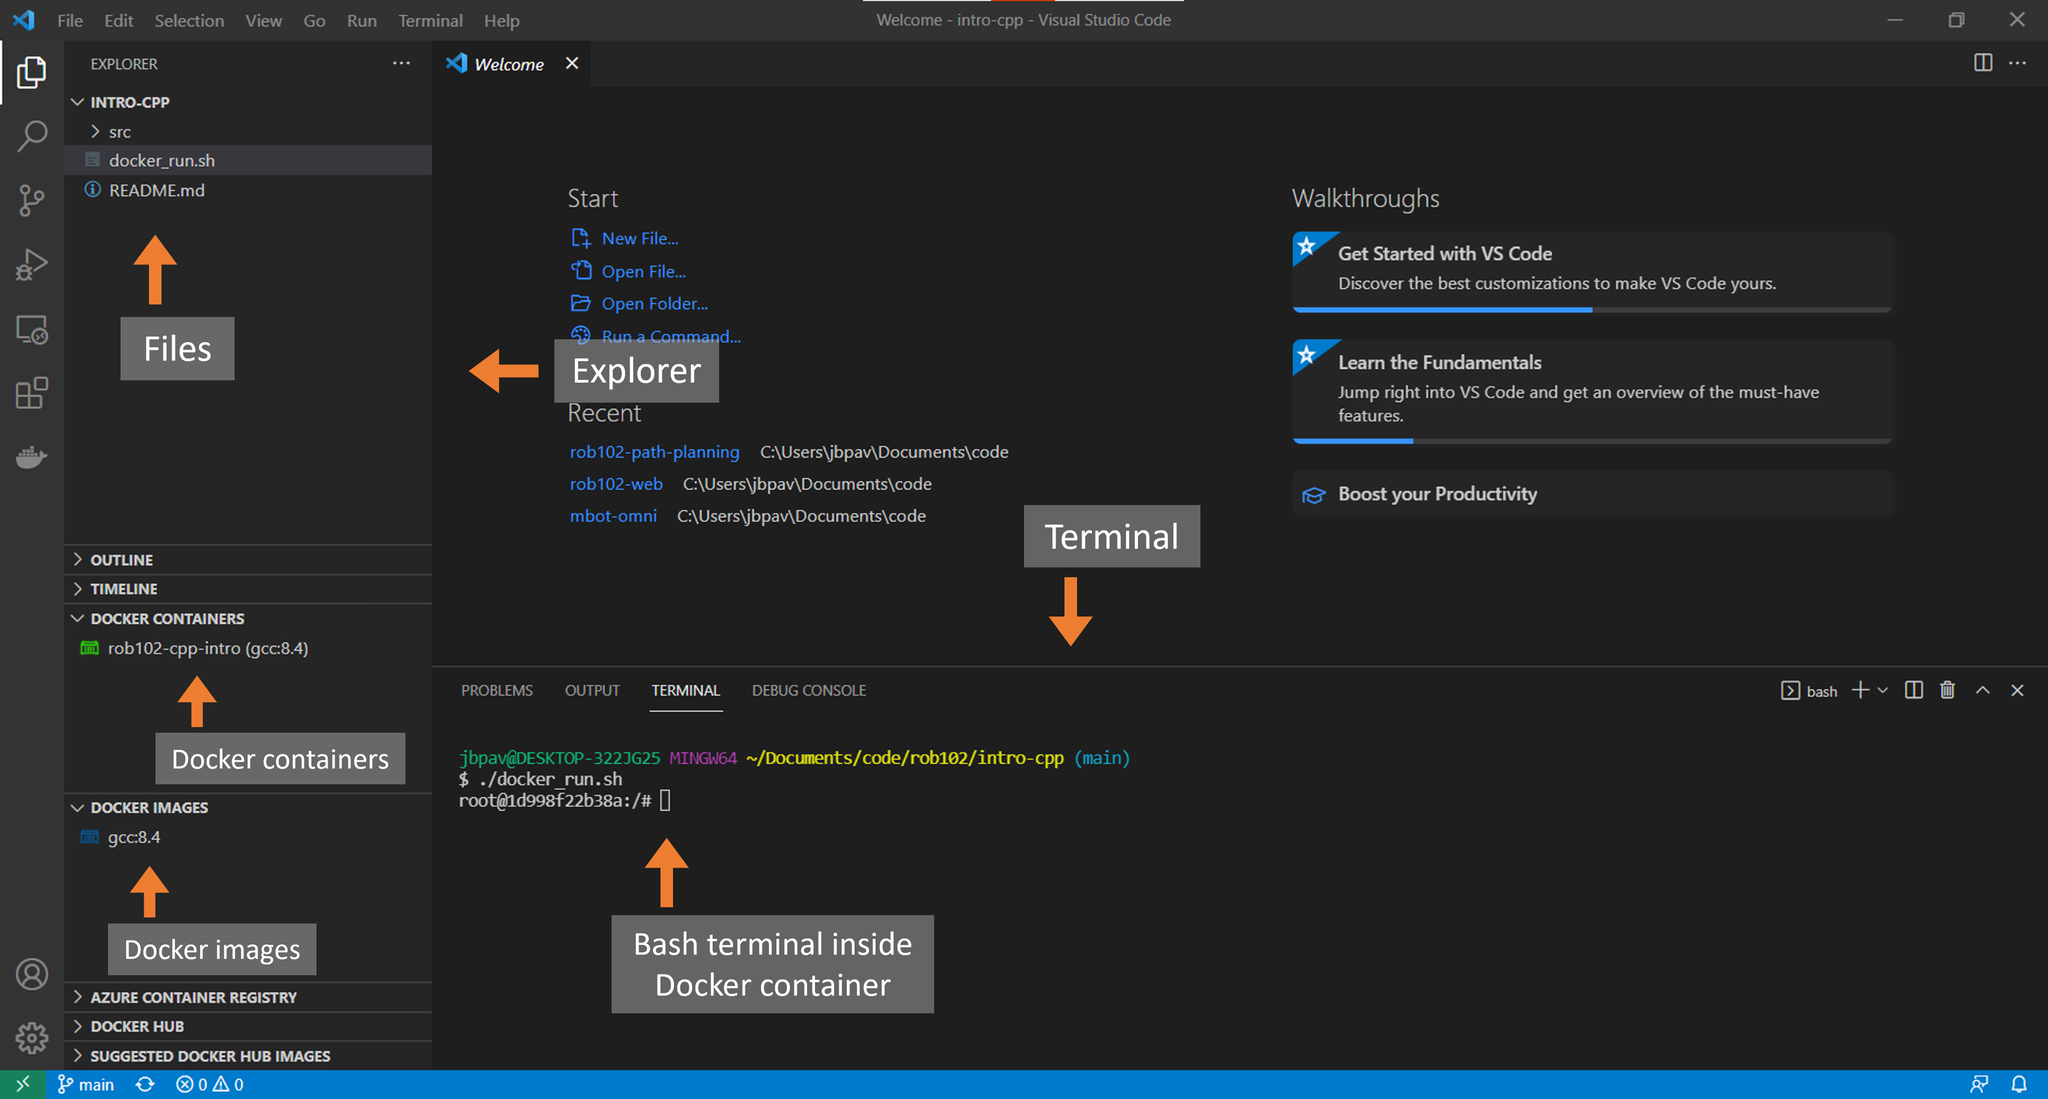 File Edit Selection View Go Run Terminal Help
Welcome - intro-cpp - Visual Studio Code
EXPLORER
INTRO-CPP
src
docker_run.sh
README.md
Files
OUTLINE
TIMELINE
DOCKER CONTAINERS
rob102-cpp-intro (gcc:8.4)
Docker containers
DOCKER IMAGES
gcc:8.4
Docker images
AZURE CONTAINER REGISTRY
DOCKER HUB
SUGGESTED DOCKER HUB IMAGES
Welcome
Start
New File...
Open File...
Open Folder...
Run a Command...
Explorer
Recent
rob102-path-planning C:\Users\jbpav\Documents\code
rob102-web C:\Users\jbpav\Documents\code
mbot-omni C:\Users\jbpav\Documents\code
Walkthroughs
Get Started with VS Code
Discover the best customizations to make VS Code yours.
Learn the Fundamentals
Jump right into VS Code and get an overview of the must-have
features.
Boost your Productivity
Terminal
PROBLEMS OUTPUT TERMINAL DEBUG CONSOLE
bash
jbpav@DESKTOP-322JG25 MINGW64 ~/Documents/code/rob102/intro-cpp (main)
$ ./docker_run.sh
root@1d998f22b38a:/#
Bash terminal inside
Docker container
main 0 0